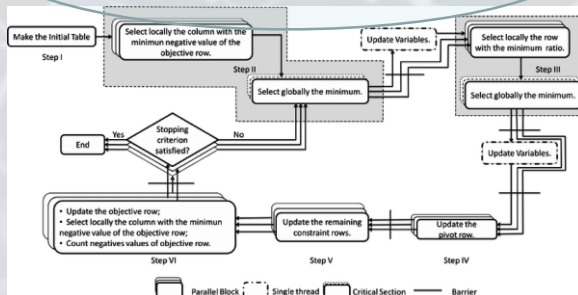 Make the Initial Table
Step I
Select locally the column with the
minimun negative value of the
objective row.
Step II
Select globally the minimum.
Update Variables.
Select locally the row
with the minimum ratio.
Step III
Select globally the minimum.
Update Variables.
Update the
pivot row.
Step IV
Update the remaining
constraint rows.
Step V
• Update the objective row;
• Select locally the column with the minimun
negative value of the objective row;
• Count negatives values of objective row.
Step VI
Stopping
criterion
satisfied?
Yes
No
End
Parallel Block
Single thread
Critical Section
Barrier